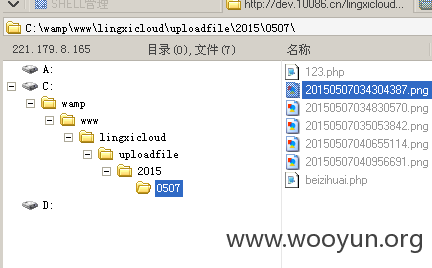 SHELL管理
http://dev.10086.cn/lingxicloud...
C:\wamp\www\lingxicloud\uploadfile\2015\0507\
221.179.8.165 目录(0),文件(7) 名称
A:
C:
wamp
www
lingxicloud
uploadfile
2015
0507
D:
123.php
20150507034304387.png
20150507034830570.png
20150507035053842.png
20150507040655114.png
20150507040956691.png
beizihuai.php
www.wooyun.org